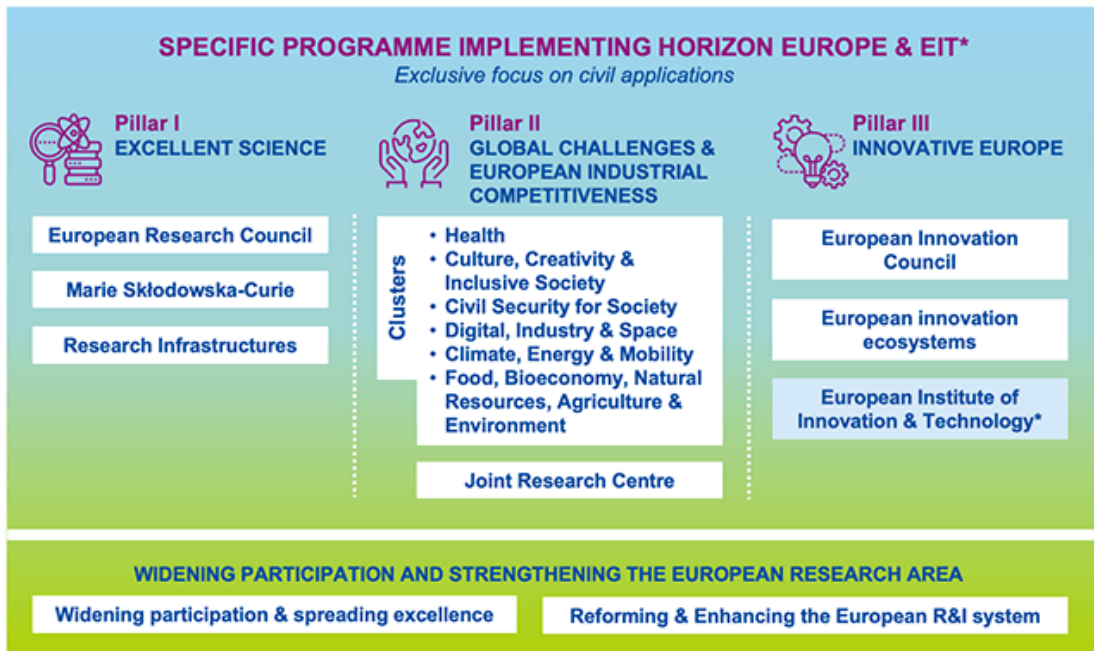 SPECIFIC PROGRAMME IMPLEMENTING HORIZON EUROPE & EIT*
Exclusive focus on civil applications
Pillar I
EXCELLENT SCIENCE
European Research Council
Marie Skłodowska-Curie
Research Infrastructures
Pillar II
GLOBAL CHALLENGES &
EUROPEAN INDUSTRIAL
COMPETITIVENESS
Clusters
• Health
• Culture, Creativity &
Inclusive Society
• Civil Security for Society
• Digital, Industry & Space
• Climate, Energy & Mobility
• Food, Bioeconomy, Natural
Resources, Agriculture &
Environment
Joint Research Centre
Pillar III
INNOVATIVE EUROPE
European Innovation
Council
European innovation
ecosystems
European Institute of
Innovation & Technology*
WIDENING PARTICIPATION AND STRENGTHENING THE EUROPEAN RESEARCH AREA
Widening participation & spreading excellence
Reforming & Enhancing the European R&I system